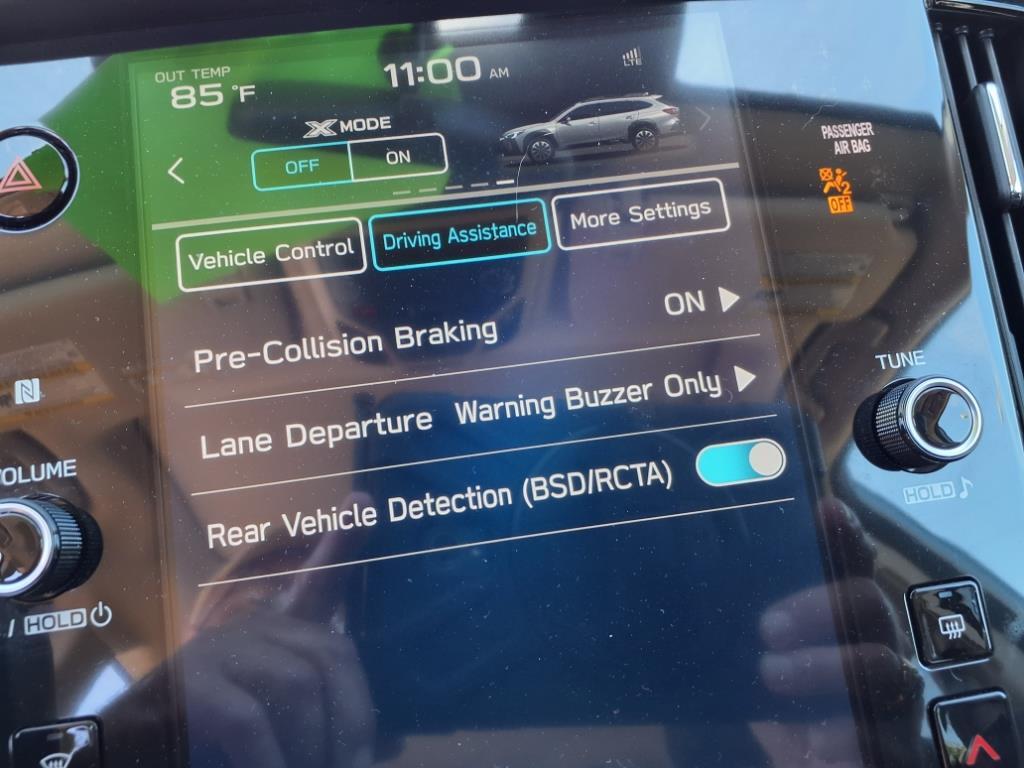 OUT TEMP
85 °F
11:00 AM
LTE
X MODE
OFF ON
PASSENGER
AIR BAG
2
OFF
Vehicle Control
Driving Assistance
More Settings
Pre-Collision Braking ON
Lane Departure Warning Buzzer Only
Rear Vehicle Detection (BSD/RCTA)
TUNE
HOLD
N
VOLUME
/ HOLD